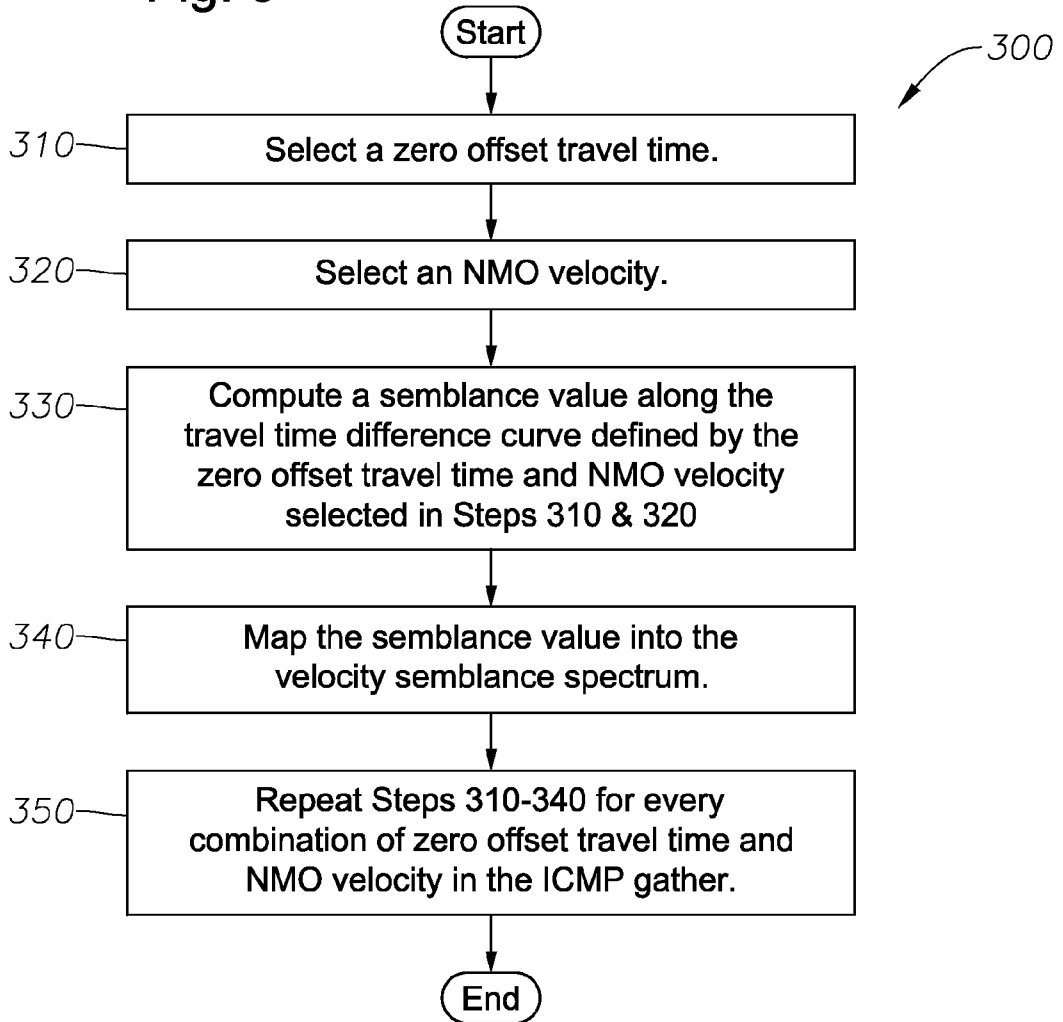 Start
300
310
Select a zero offset travel time.
320
Select an NMO velocity.
330
Compute a semblance value along the
travel time difference curve defined by the
zero offset travel time and NMO velocity
selected in Steps 310 & 320
340
Map the semblance value into the
velocity semblance spectrum.
350
Repeat Steps 310-340 for every
combination of zero offset travel time and
NMO velocity in the ICMP gather.
End